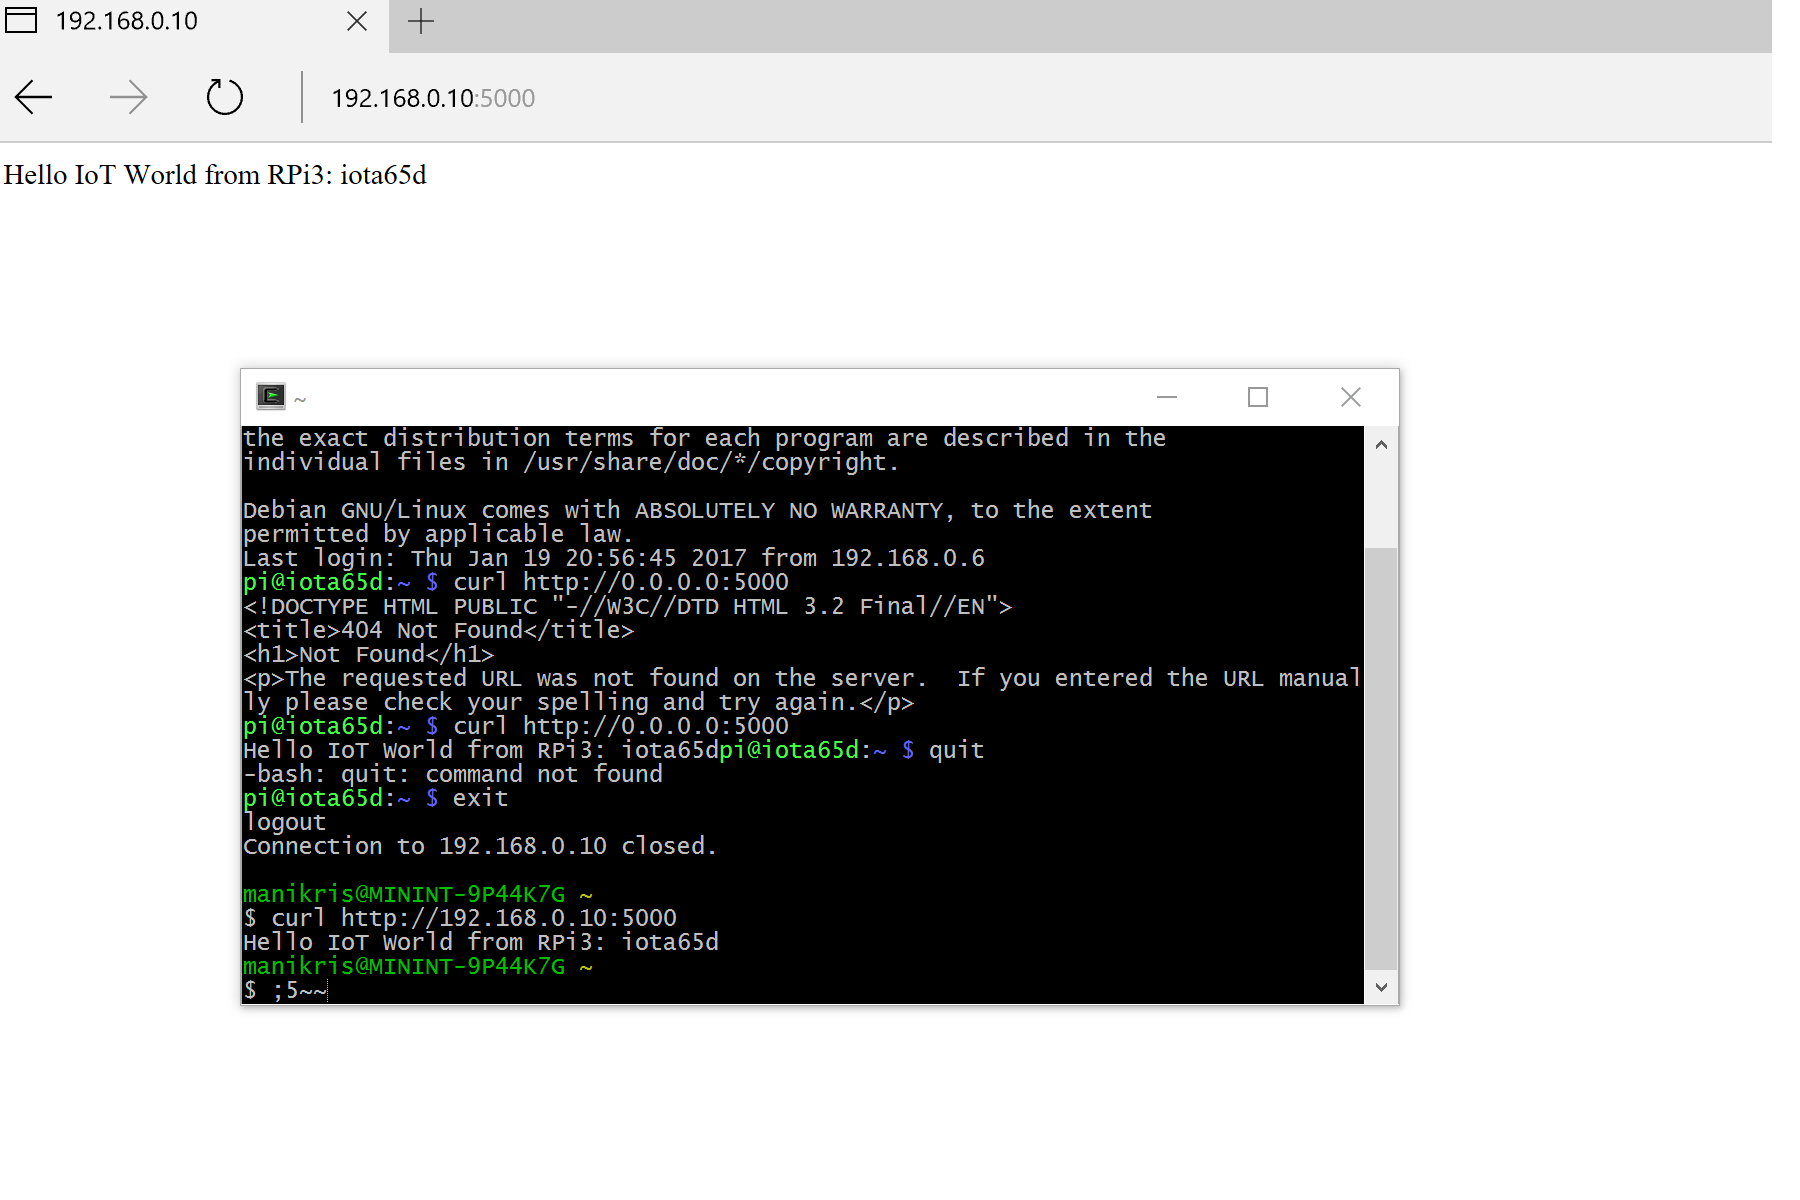 192.168.0.10
192.168.0.10:5000
Hello IoT World from RPi3: iota65d
~
the exact distribution terms for each program are described in the
individual files in /usr/share/doc/*/copyright.
Debian GNU/Linux comes with ABSOLUTELY NO WARRANTY, to the extent
permitted by applicable law.
Last login: Thu Jan 19 20:56:45 2017 from 192.168.0.6
pi@iota65d:~ $ curl http://0.0.0.0:5000
<!DOCTYPE HTML PUBLIC "-//W3C//DTD HTML 3.2 Final//EN">
<title>404 Not Found</title>
<h1>Not Found</h1>
<p>The requested URL was not found on the server.  If you entered the URL manual
ly please check your spelling and try again.</p>
pi@iota65d:~ $ curl http://0.0.0.0:5000
Hello IoT World from RPi3: iota65dpi@iota65d:~ $ quit
-bash: quit: command not found
pi@iota65d:~ $ exit
logout
Connection to 192.168.0.10 closed.
manikris@MININT-9P44K7G ~
$ curl http://192.168.0.10:5000
Hello IoT World from RPi3: iota65d
manikris@MININT-9P44K7G ~
$ ;5~~